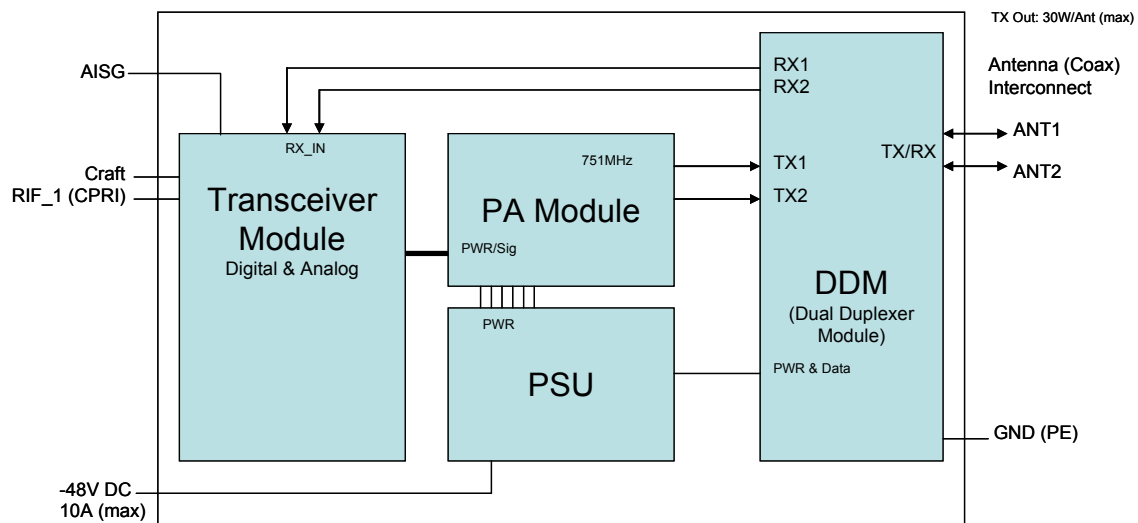 TX Out: 30W/Ant (max)
AISG
RX1
RX2
Antenna (Coax)
Interconnect
RX_IN
751MHz
ANT1
TX/RX
TX1
ANT2
Craft
RIF_1 (CPRI)
TX2
Transceiver
Module
Digital & Analog
PA Module
PWR/Sig
DDM
(Dual Duplexer
Module)
PWR
PSU
PWR & Data
GND (PE)
-48V DC
10A (max)